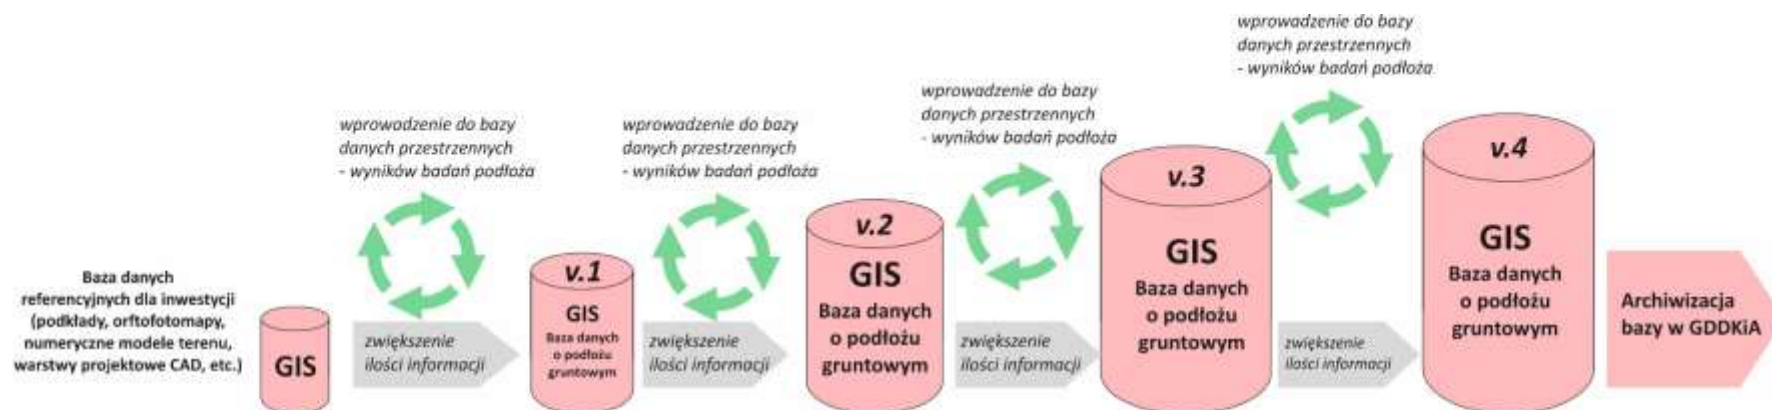 Baza danych
referencyjnych dla inwestycji
(podkłady, orftofotomapy,
numeryczne modele terenu,
warstwy projektowe CAD, etc.)
GIS
wprowadzenie do bazy
danych przestrzennych
- wyników badań podłoża
zwiększenie
ilości informacji
v.1
GIS
Baza danych
o podłożu
gruntowym
wprowadzenie do bazy
danych przestrzennych
- wyników badań podłoża
zwiększenie
ilości informacji
v.2
GIS
Baza danych
o podłożu
gruntowym
wprowadzenie do bazy
danych przestrzennych
- wyników badań podłoża
zwiększenie
ilości informacji
v.3
GIS
Baza danych
o podłożu
gruntowym
wprowadzenie do bazy
danych przestrzennych
- wyników badań podłoża
zwiększenie
ilości informacji
v.4
GIS
Baza danych
o podłożu
gruntowym
Archiwizacja
bazy w GDDKiA